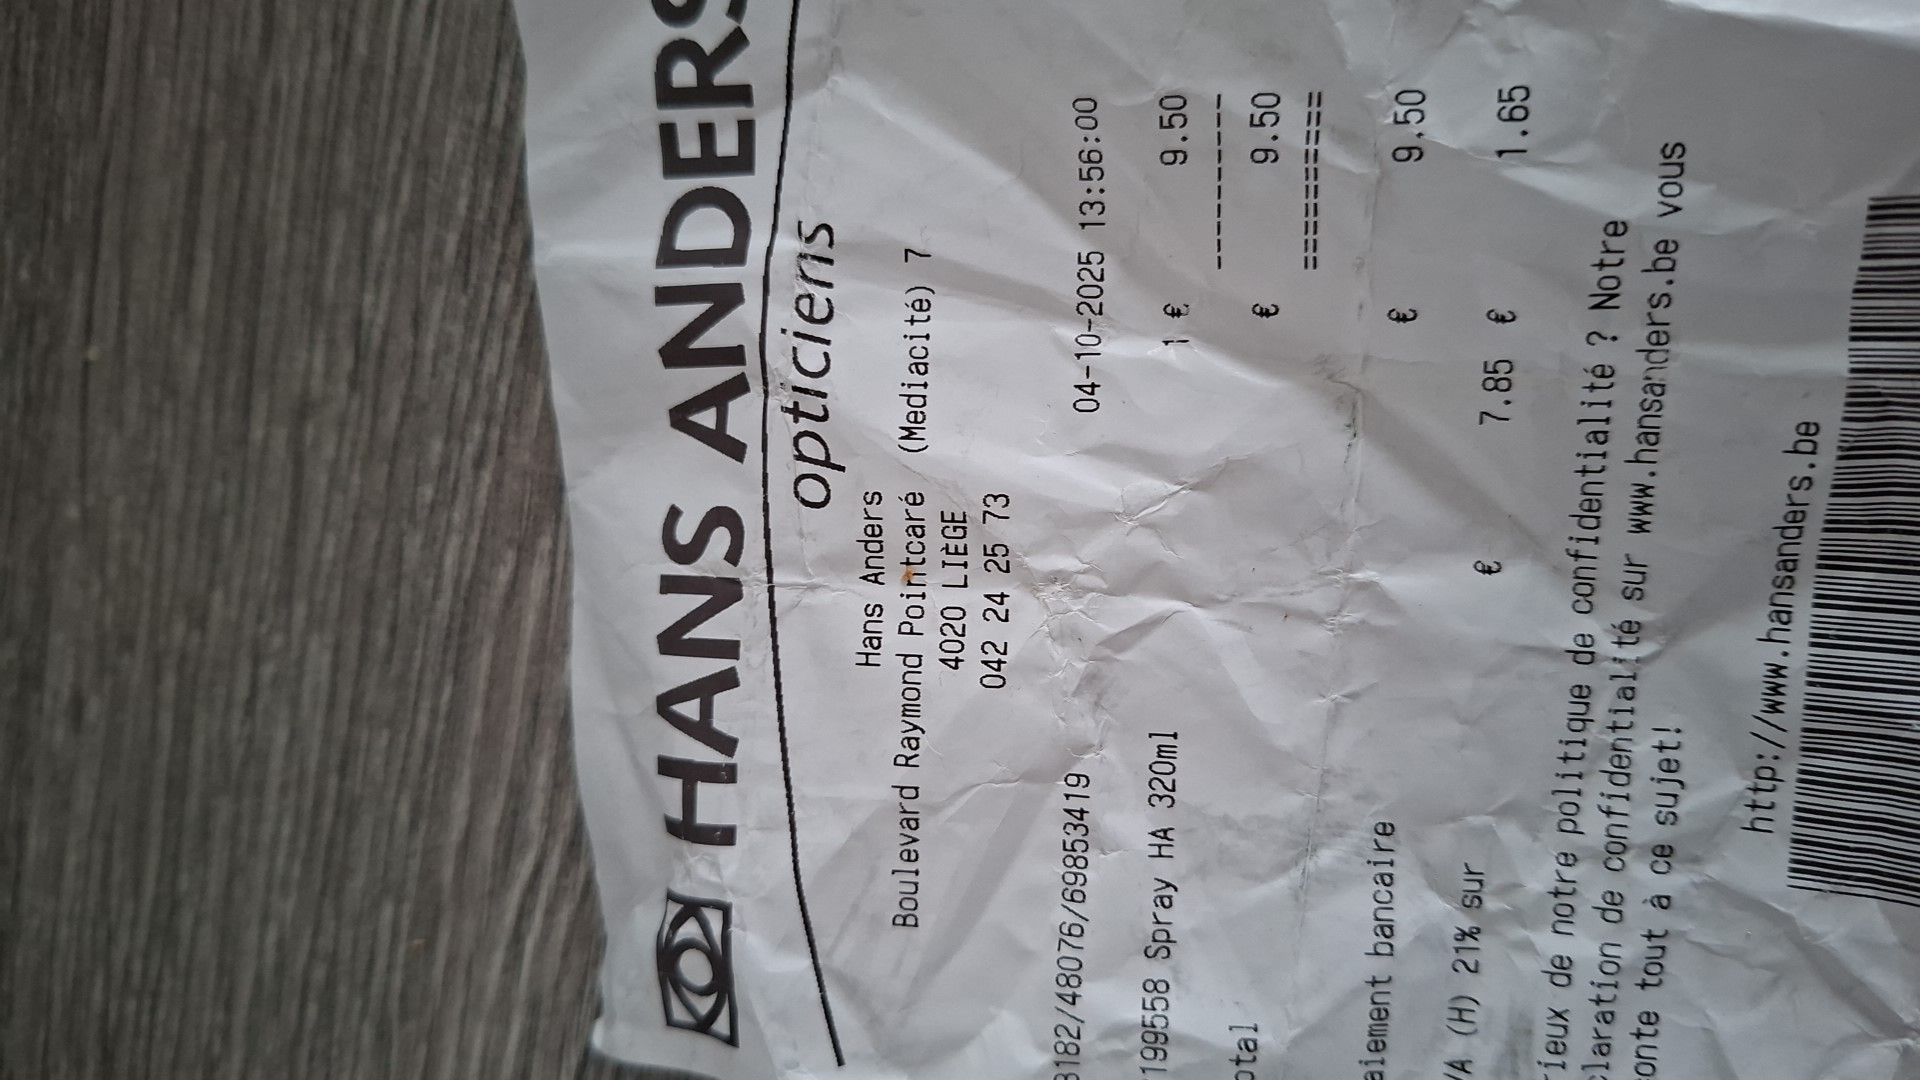 HANS ANDERS
opticiens
Hans Anders
Boulevard Raymond Pointcaré (Mediacité) 7
4020 LIÈGE
042 24 25 73
3182/48076/69853419 04-10-2025 13:56:00
199558 Spray HA 320ml 1 € 9.50
----------
otal € 9.50
==========
aiement bancaire € 9.50
VA (H) 21% sur € 7.85 € 1.65
rieux de notre politique de confidentialité ? Notre
claration de confidentialité sur www.hansanders.be vous
onte tout à ce sujet!
http://www.hansanders.be